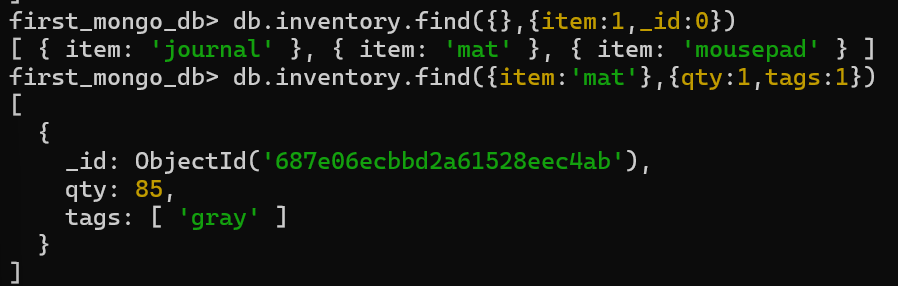 first_mongo_db> db.inventory.find({},{item:1,_id:0})
[ { item: 'journal' }, { item: 'mat' }, { item: 'mousepad' } ]
first_mongo_db> db.inventory.find({item:'mat'},{qty:1,tags:1})
[
  {
    _id: ObjectId('687e06ecbbd2a61528eec4ab'),
    qty: 85,
    tags: [ 'gray' ]
  }
]